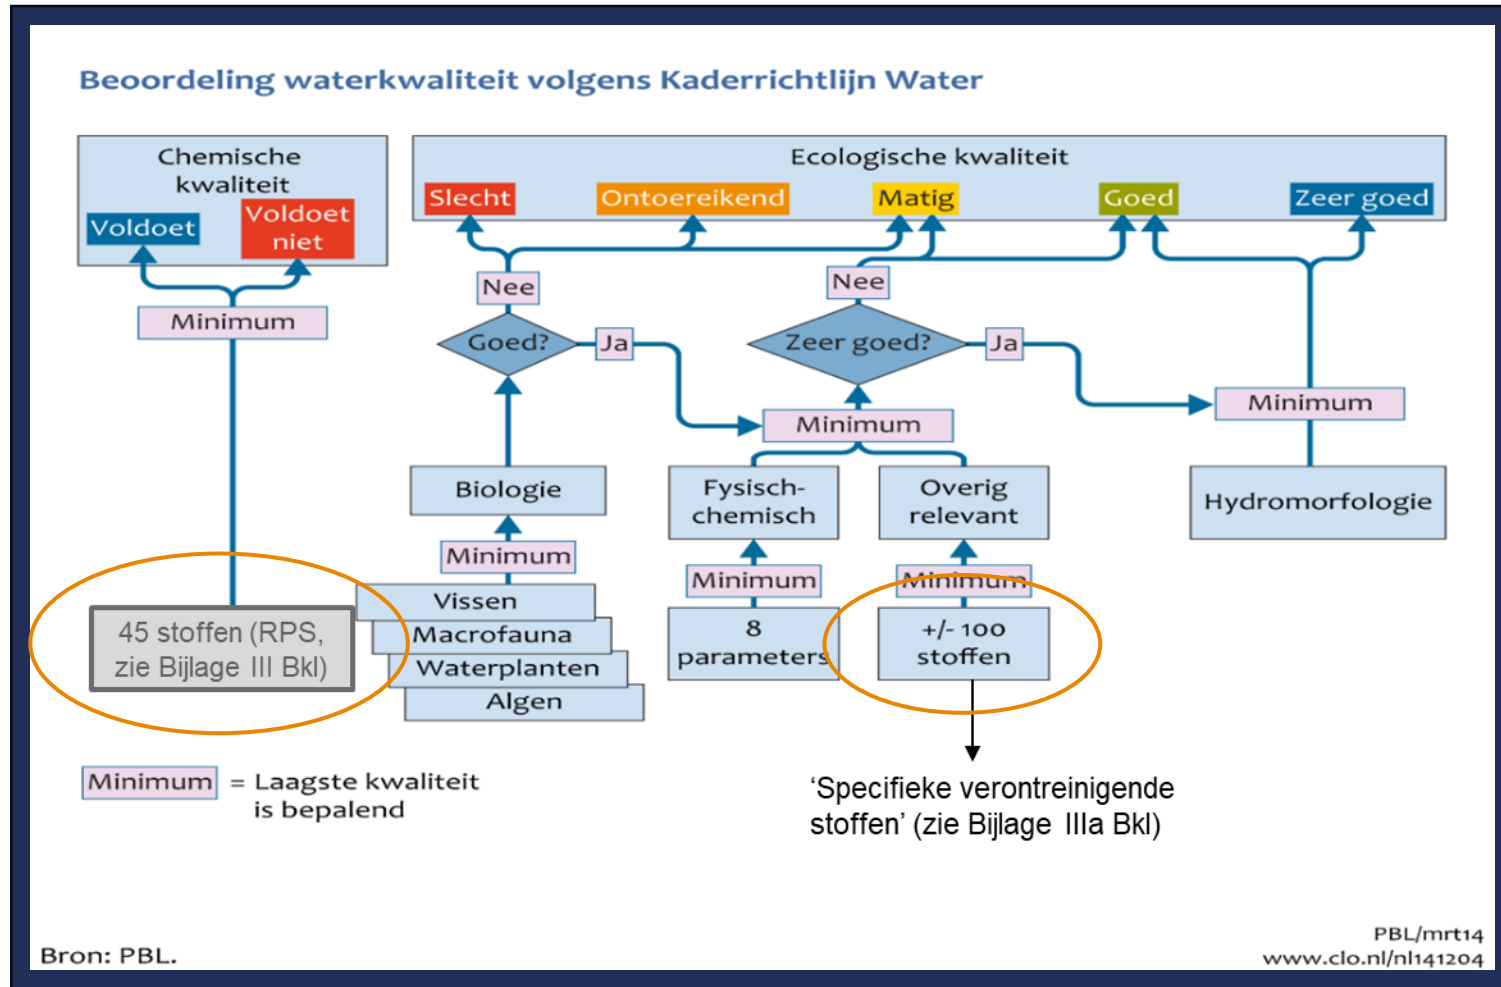 Beoordeling waterkwaliteit volgens Kaderrichtlijn Water
Chemische
kwaliteit
Voldoet
Voldoet
niet
Minimum
Ecologische kwaliteit
Slecht
Ontoereikend
Matig
Goed
Zeer goed
Nee
Nee
Goed?
Ja
Zeer goed?
Ja
Minimum
Minimum
Biologie
Fysisch-
chemisch
Overig
relevant
Hydromorfologie
Minimum
Minimum
Minimum
45 stoffen (RPS,
zie Bijlage III Bkl)
Vissen
Macrofauna
Waterplanten
Algen
8
parameters
+/- 100
stoffen
Minimum = Laagste kwaliteit
is bepalend
‘Specifieke verontreinigende
stoffen’ (zie Bijlage IIIa Bkl)
Bron: PBL.
PBL/mrt14
www.clo.nl/nl141204